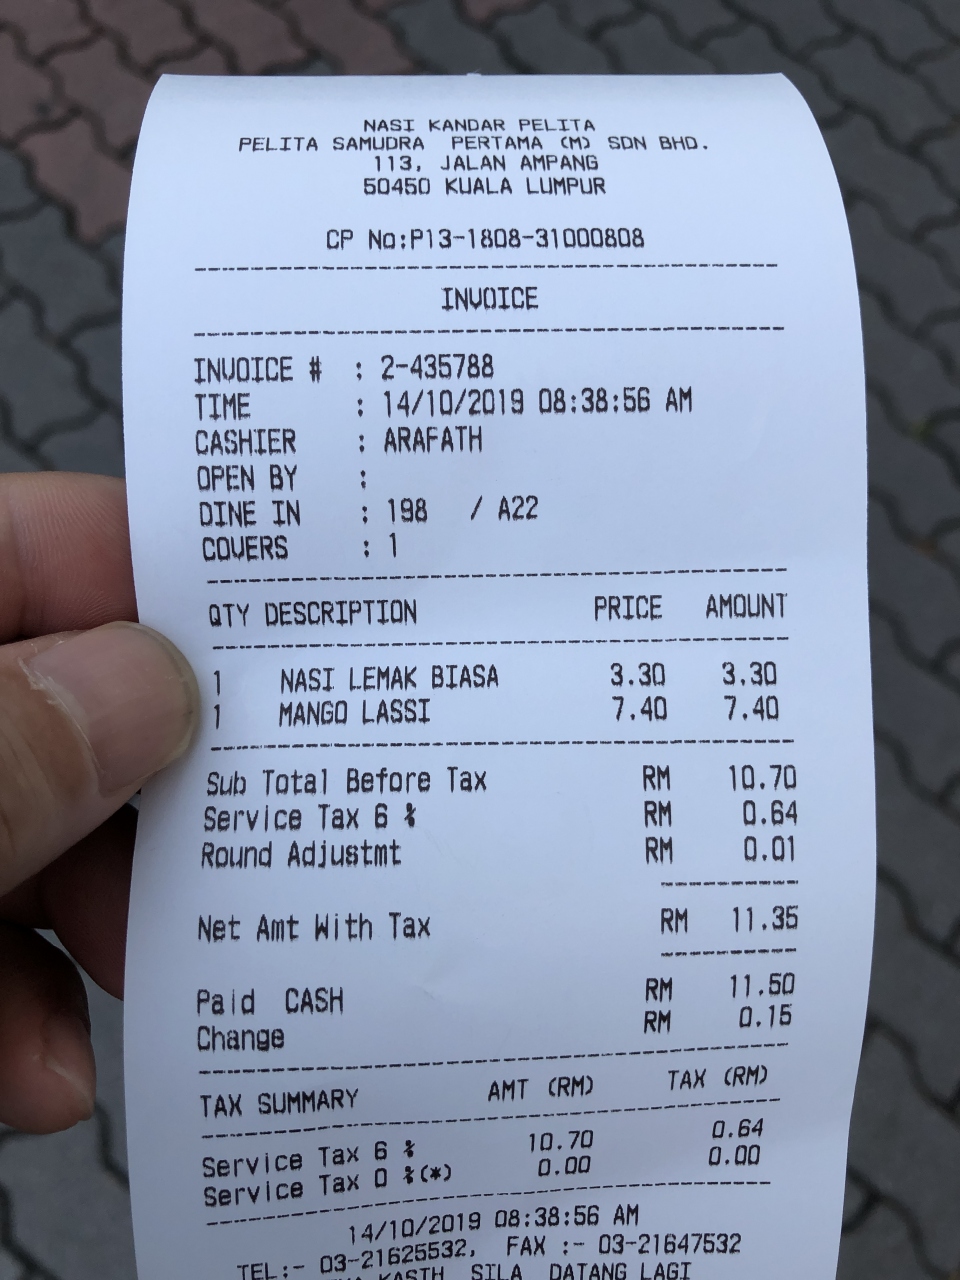 NASI KANDAR PELITA
PELITA SAMUDRA PERTAMA (M) SDN BHD.
113, JALAN AMPANG
50450 KUALA LUMPUR
CP No:P13-1808-31000808
INVOICE
INVOICE # : 2-435788
TIME : 14/10/2019 08:38:56 AM
CASHIER : ARAFATH
OPEN BY :
DINE IN : 198 / A22
COVERS : 1
QTY DESCRIPTION PRICE AMOUNT
1 NASI LEMAK BIASA 3.30 3.30
1 MANGO LASSI 7.40 7.40
Sub Total Before Tax RM 10.70
Service Tax 6 % RM 0.64
Round Adjustmt RM 0.01
Net Amt With Tax RM 11.35
Paid CASH RM 11.50
Change RM 0.15
TAX SUMMARY AMT (RM) TAX (RM)
Service Tax 6 % 10.70 0.64
Service Tax 0 %(*) 0.00 0.00
14/10/2019 08:38:56 AM
TEL:- 03-21625532, FAX :- 03-21647532
KASIH SILA DATANG LAGI